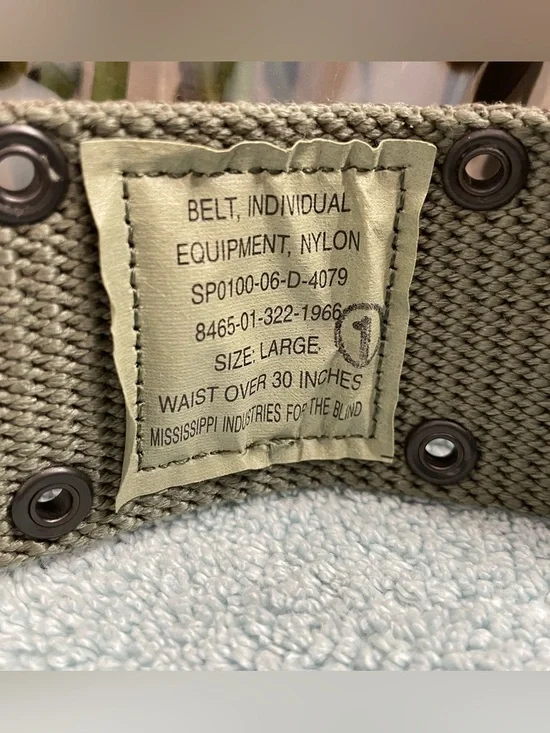 BELT, INDIVIDUAL
EQUIPMENT, NYLON
SP0100-06-D-4079
8465-01-322-1966
1
SIZE: LARGE
WAIST OVER 30 INCHES
MISSISSIPPI INDUSTRIES FOR THE BLIND